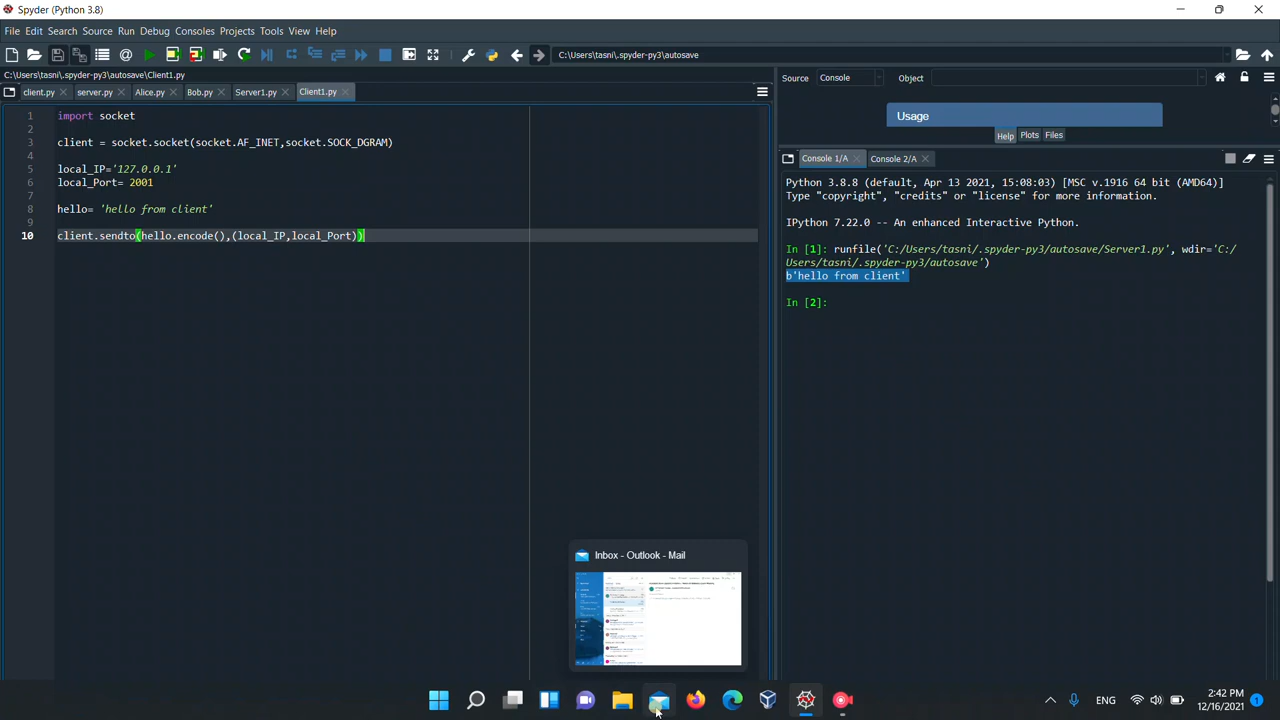 Spyder (Python 3.8)
File Edit Search Source Run Debug Consoles Projects Tools View Help
C:\Users\tasni\.spyder-py3\autosave
C:\Users\tasni\.spyder-py3\autosave\Client1.py
client.py server.py Alice.py Bob.py Server1.py Client1.py
1 import socket
2
3 client = socket.socket(socket.AF_INET,socket.SOCK_DGRAM)
4
5 local_IP='127.0.0.1'
6 local_Port= 2001
7
8 hello= 'hello from client'
9
10 client.sendto(hello.encode(),(local_IP,local_Port))
Source Console Object
Usage
Help Plots Files
Console 1/A Console 2/A
Python 3.8.8 (default, Apr 13 2021, 15:08:03) [MSC v.1916 64 bit (AMD64)]
Type "copyright", "credits" or "license" for more information.
IPython 7.22.0 -- An enhanced Interactive Python.
In [1]: runfile('C:/Users/tasni/.spyder-py3/autosave/Server1.py', wdir='C:/
Users/tasni/.spyder-py3/autosave')
b'hello from client'
In [2]:
Inbox - Outlook - Mail
ENG
2:42 PM
12/16/2021
1